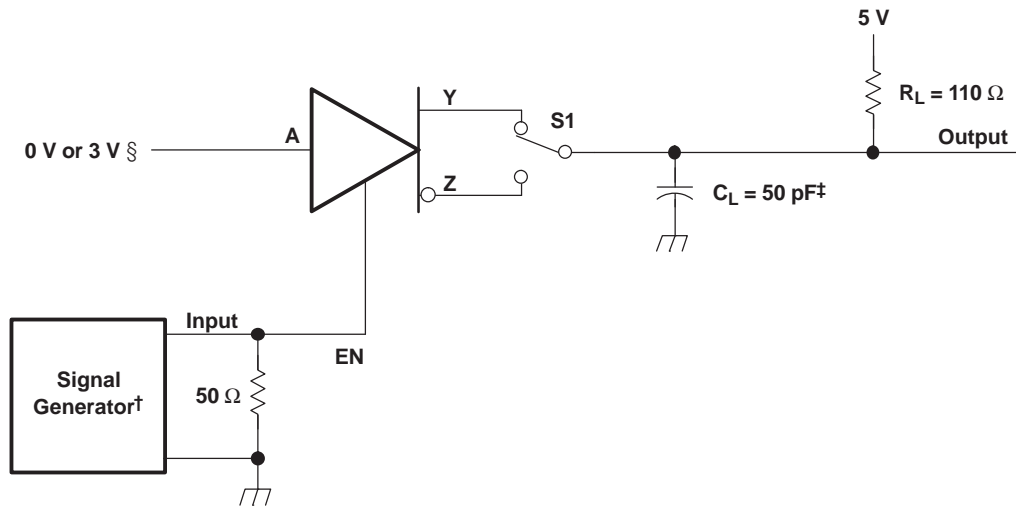 5 V
R_L = 110 Ω
Output
Y
S1
A
0 V or 3 V §
Z
C_L = 50 pF‡
Input
EN
Signal
Generator†
50 Ω